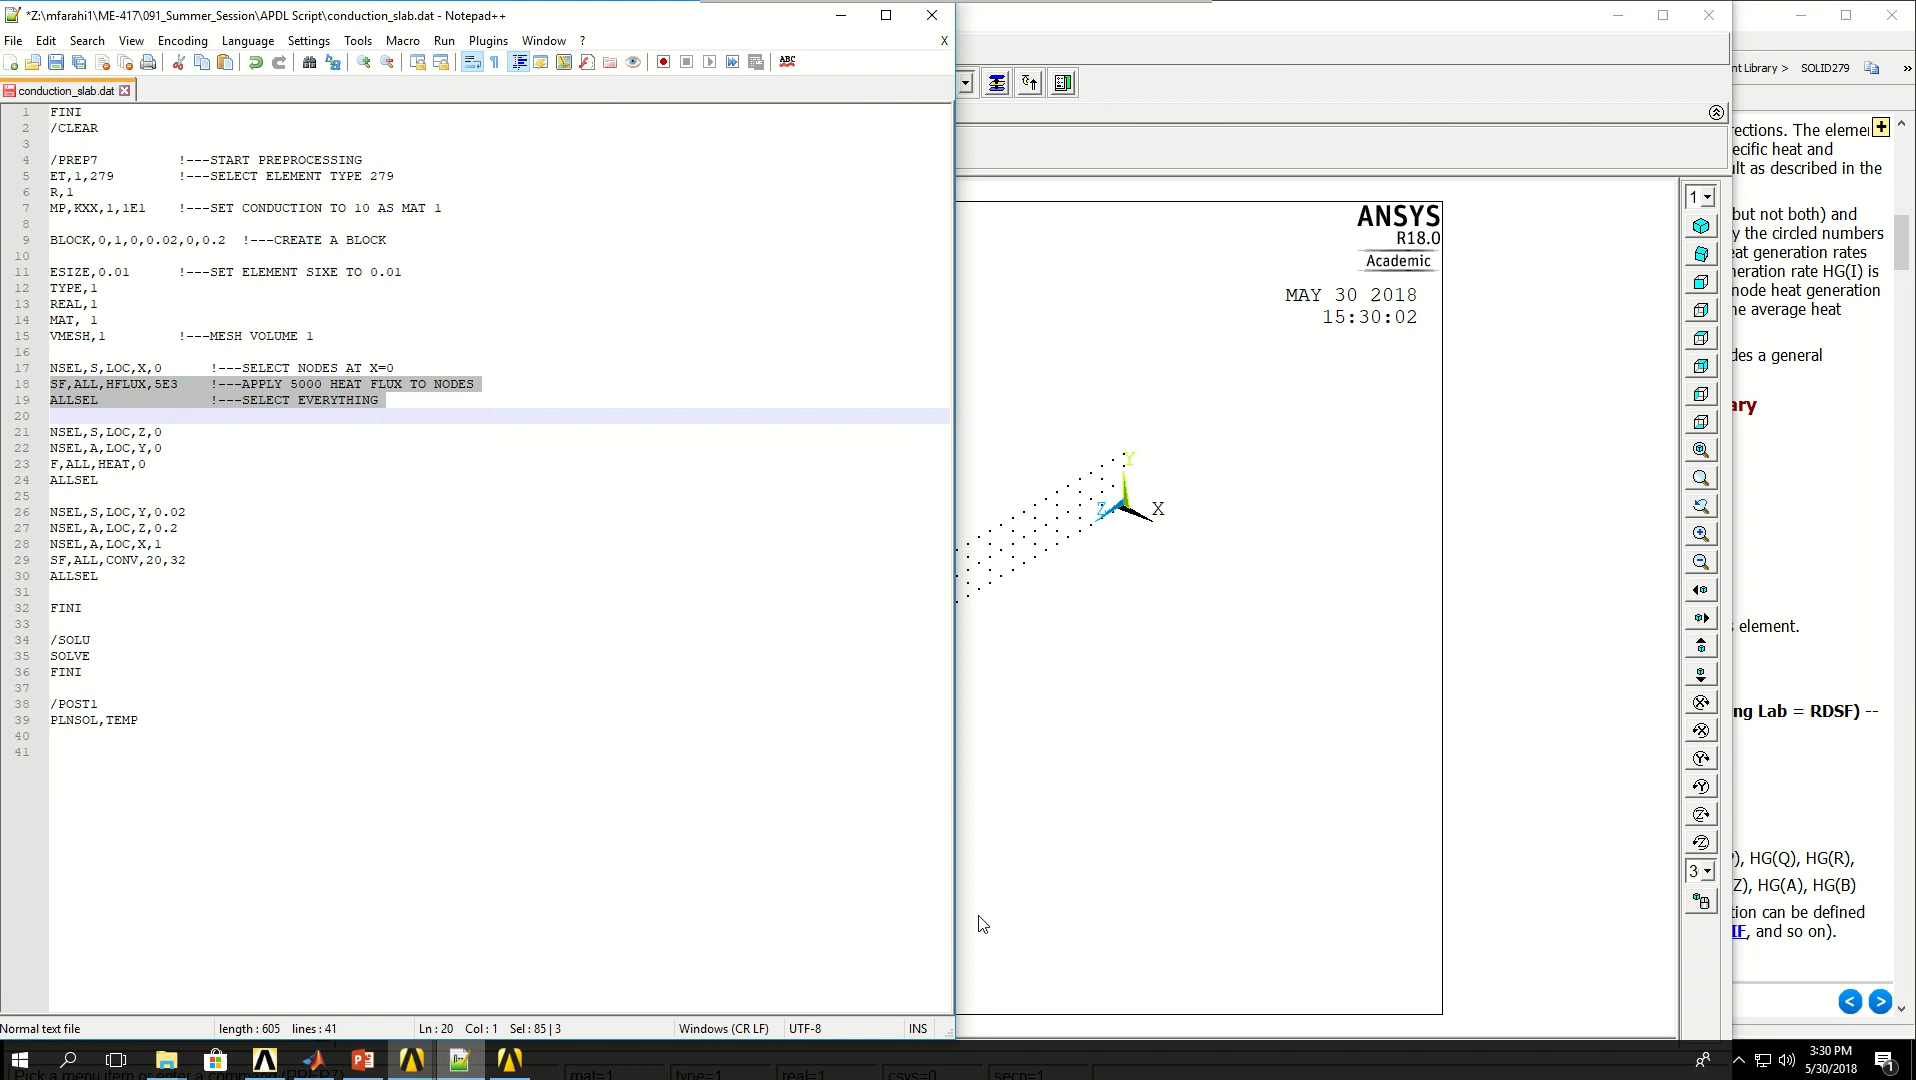 *Z:\mfarahi1\ME-417\091_Summer_Session\APDL Script\conduction_slab.dat - Notepad++
File Edit Search View Encoding Language Settings Tools Macro Run Plugins Window ? X
ABC
conduction_slab.dat
1 FINI
2 /CLEAR
3
4 /PREP7 !---START PREPROCESSING
5 ET,1,279 !---SELECT ELEMENT TYPE 279
6 R,1
7 MP,KXX,1,1E1 !---SET CONDUCTION TO 10 AS MAT 1
8
9 BLOCK,0,1,0,0.02,0,0.2 !---CREATE A BLOCK
10
11 ESIZE,0.01 !---SET ELEMENT SIXE TO 0.01
12 TYPE,1
13 REAL,1
14 MAT, 1
15 VMESH,1 !---MESH VOLUME 1
16
17 NSEL,S,LOC,X,0 !---SELECT NODES AT X=0
18 SF,ALL,HFLUX,5E3 !---APPLY 5000 HEAT FLUX TO NODES
19 ALLSEL !---SELECT EVERYTHING
20
21 NSEL,S,LOC,Z,0
22 NSEL,A,LOC,Y,0
23 F,ALL,HEAT,0
24 ALLSEL
25
26 NSEL,S,LOC,Y,0.02
27 NSEL,A,LOC,Z,0.2
28 NSEL,A,LOC,X,1
29 SF,ALL,CONV,20,32
30 ALLSEL
31
32 FINI
33
34 /SOLU
35 SOLVE
36 FINI
37
38 /POST1
39 PLNSOL,TEMP
40
41
Normal text file length : 605 lines : 41 Ln : 20 Col : 1 Sel : 85 | 3 Windows (CR LF) UTF-8 INS
ANSYS
R18.0
Academic
MAY 30 2018
15:30:02
Y
Z
X
1
3
nt Library > SOLID279 »
ections. The eleme
ecific heat and
lt as described in the
but not both) and
y the circled numbers
eat generation rates
neration rate HG(I) is
node heat generation
he average heat
des a general
ary
s element.
ng Lab = RDSF) --
), HG(Q), HG(R),
Z), HG(A), HG(B)
tion can be defined
IF, and so on).
Pick a menu item or enter a command (PREP7) mat=1 type=1 real=1 csys=0 secn=1
3:30 PM
5/30/2018
1